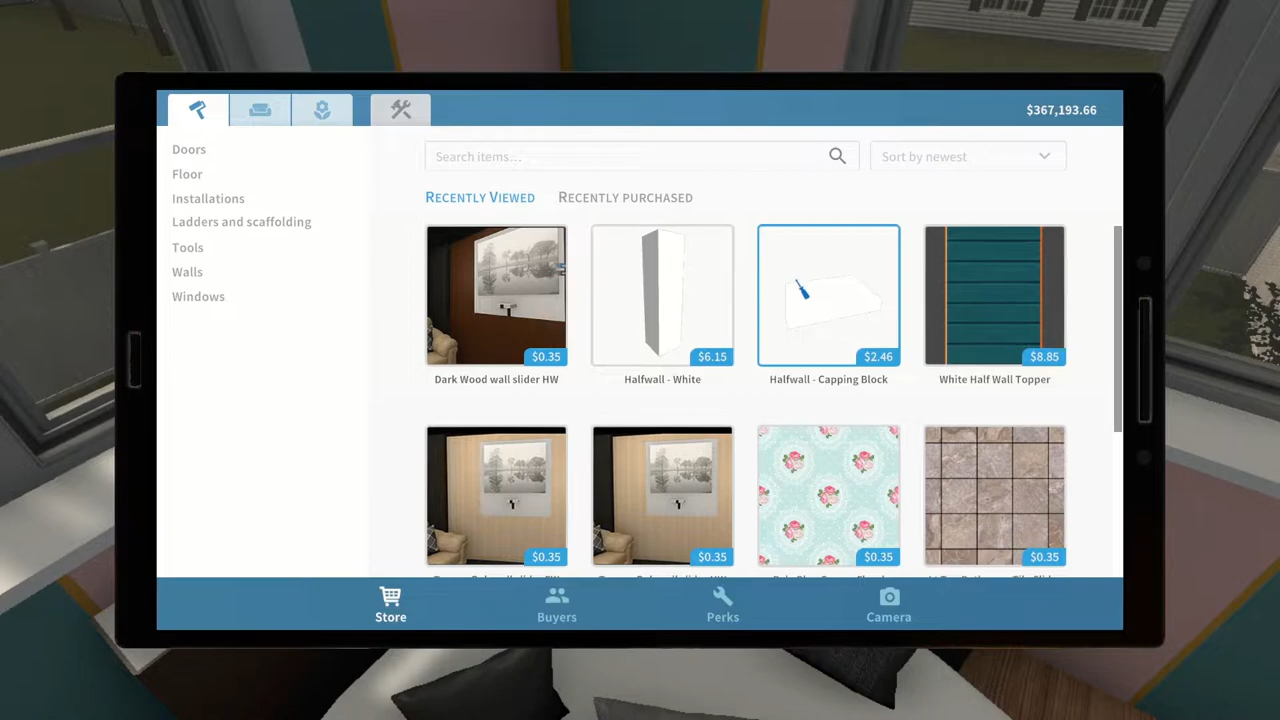 $367,193.66
Doors
Floor
Installations
Ladders and scaffolding
Tools
Walls
Windows
Search items...
Sort by newest
RECENTLY VIEWED
RECENTLY PURCHASED
$0.35
$6.15
$2.46
$8.85
Dark Wood wall slider HW
Halfwall - White
Halfwall - Capping Block
White Half Wall Topper
$0.35
$0.35
$0.35
$0.35
Store
Buyers
Perks
Camera